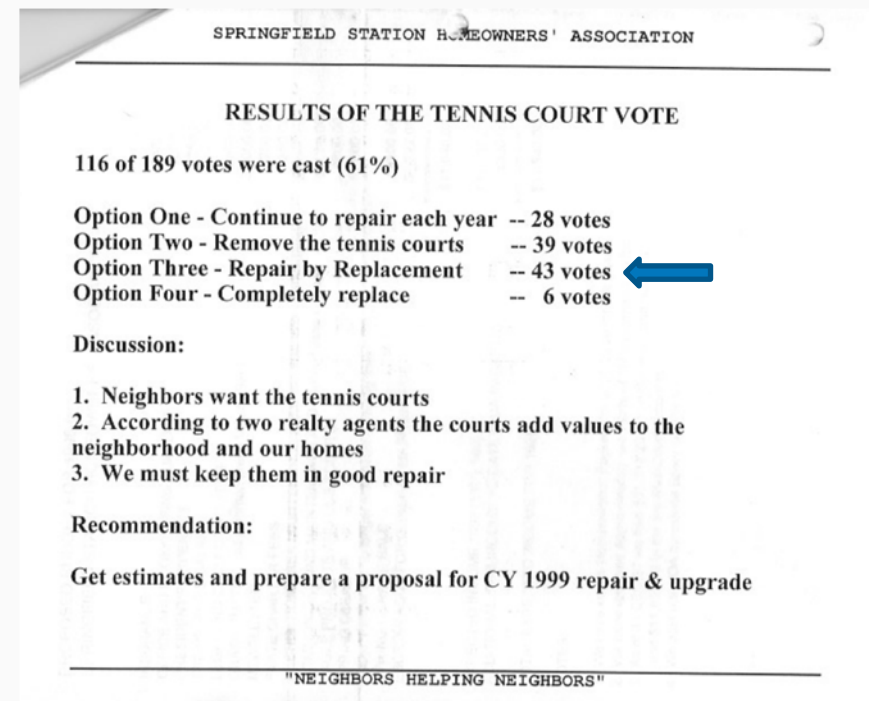 SPRINGFIELD STATION HOMEOWNERS' ASSOCIATION
RESULTS OF THE TENNIS COURT VOTE
116 of 189 votes were cast (61%)
Option One - Continue to repair each year -- 28 votes
Option Two - Remove the tennis courts -- 39 votes
Option Three - Repair by Replacement -- 43 votes
Option Four - Completely replace -- 6 votes
Discussion:
1. Neighbors want the tennis courts
2. According to two realty agents the courts add values to the
neighborhood and our homes
3. We must keep them in good repair
Recommendation:
Get estimates and prepare a proposal for CY 1999 repair & upgrade
"NEIGHBORS HELPING NEIGHBORS"